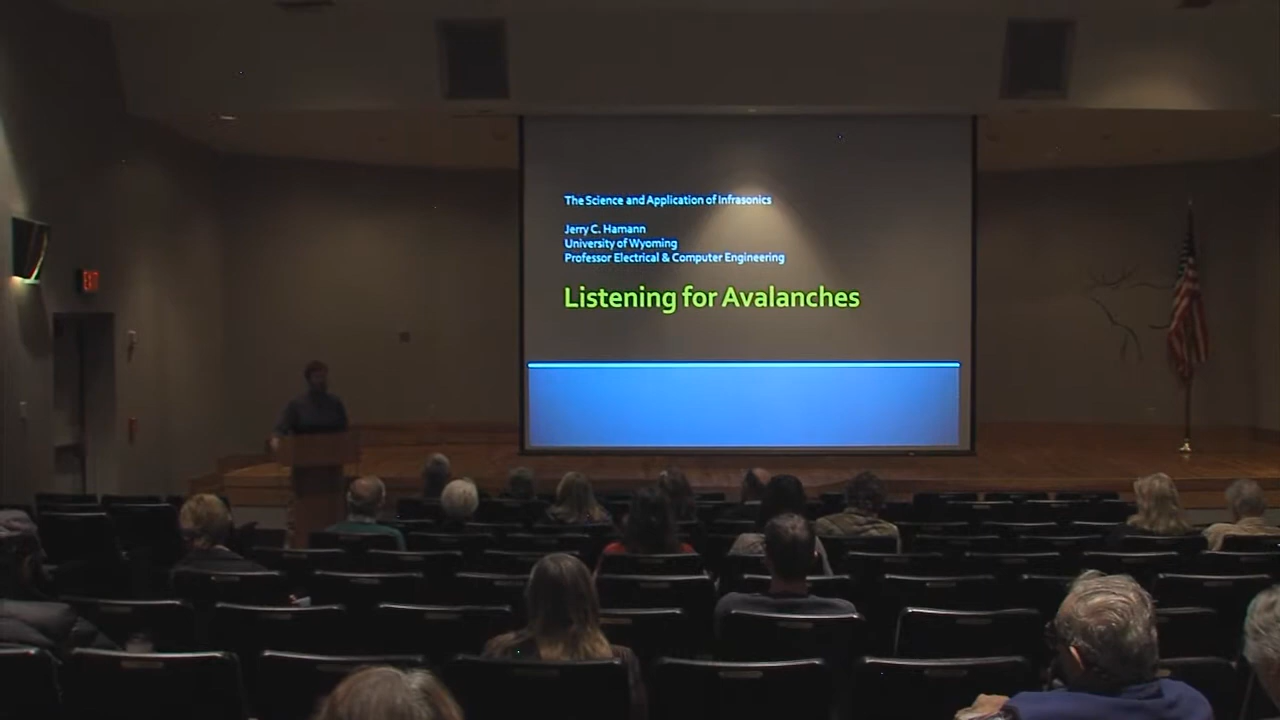 The Science and Application of Infrasonics
Jerry C. Hamann
University of Wyoming
Professor Electrical & Computer Engineering
Listening for Avalanches